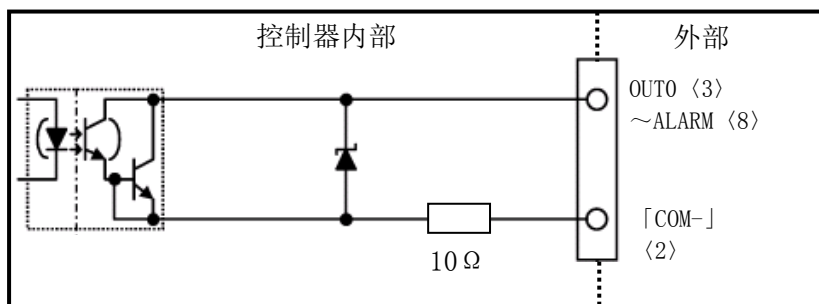 控制器内部
外部
OUT0〈3〉
～ALARM〈8〉
「COM-」
〈2〉
10Ω